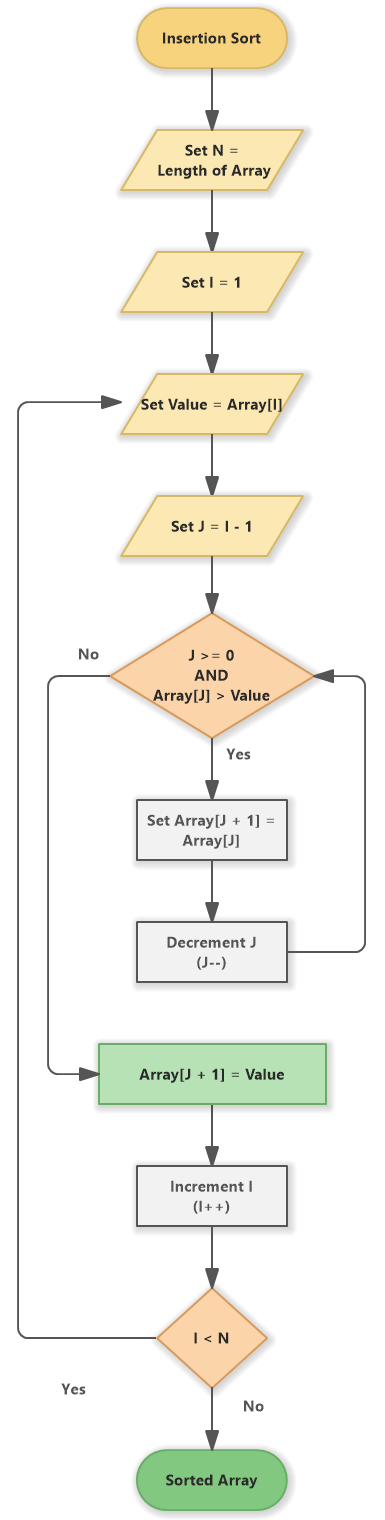 Insertion Sort
Set N =
Length of Array
Set I = 1
Set Value = Array[I]
Set J = I - 1
No
J >= 0
AND
Array[J] > Value
Yes
Set Array[J + 1] =
Array[J]
Decrement J
(J--)
Array[J + 1] = Value
Increment I
(I++)
I < N
Yes
No
Sorted Array